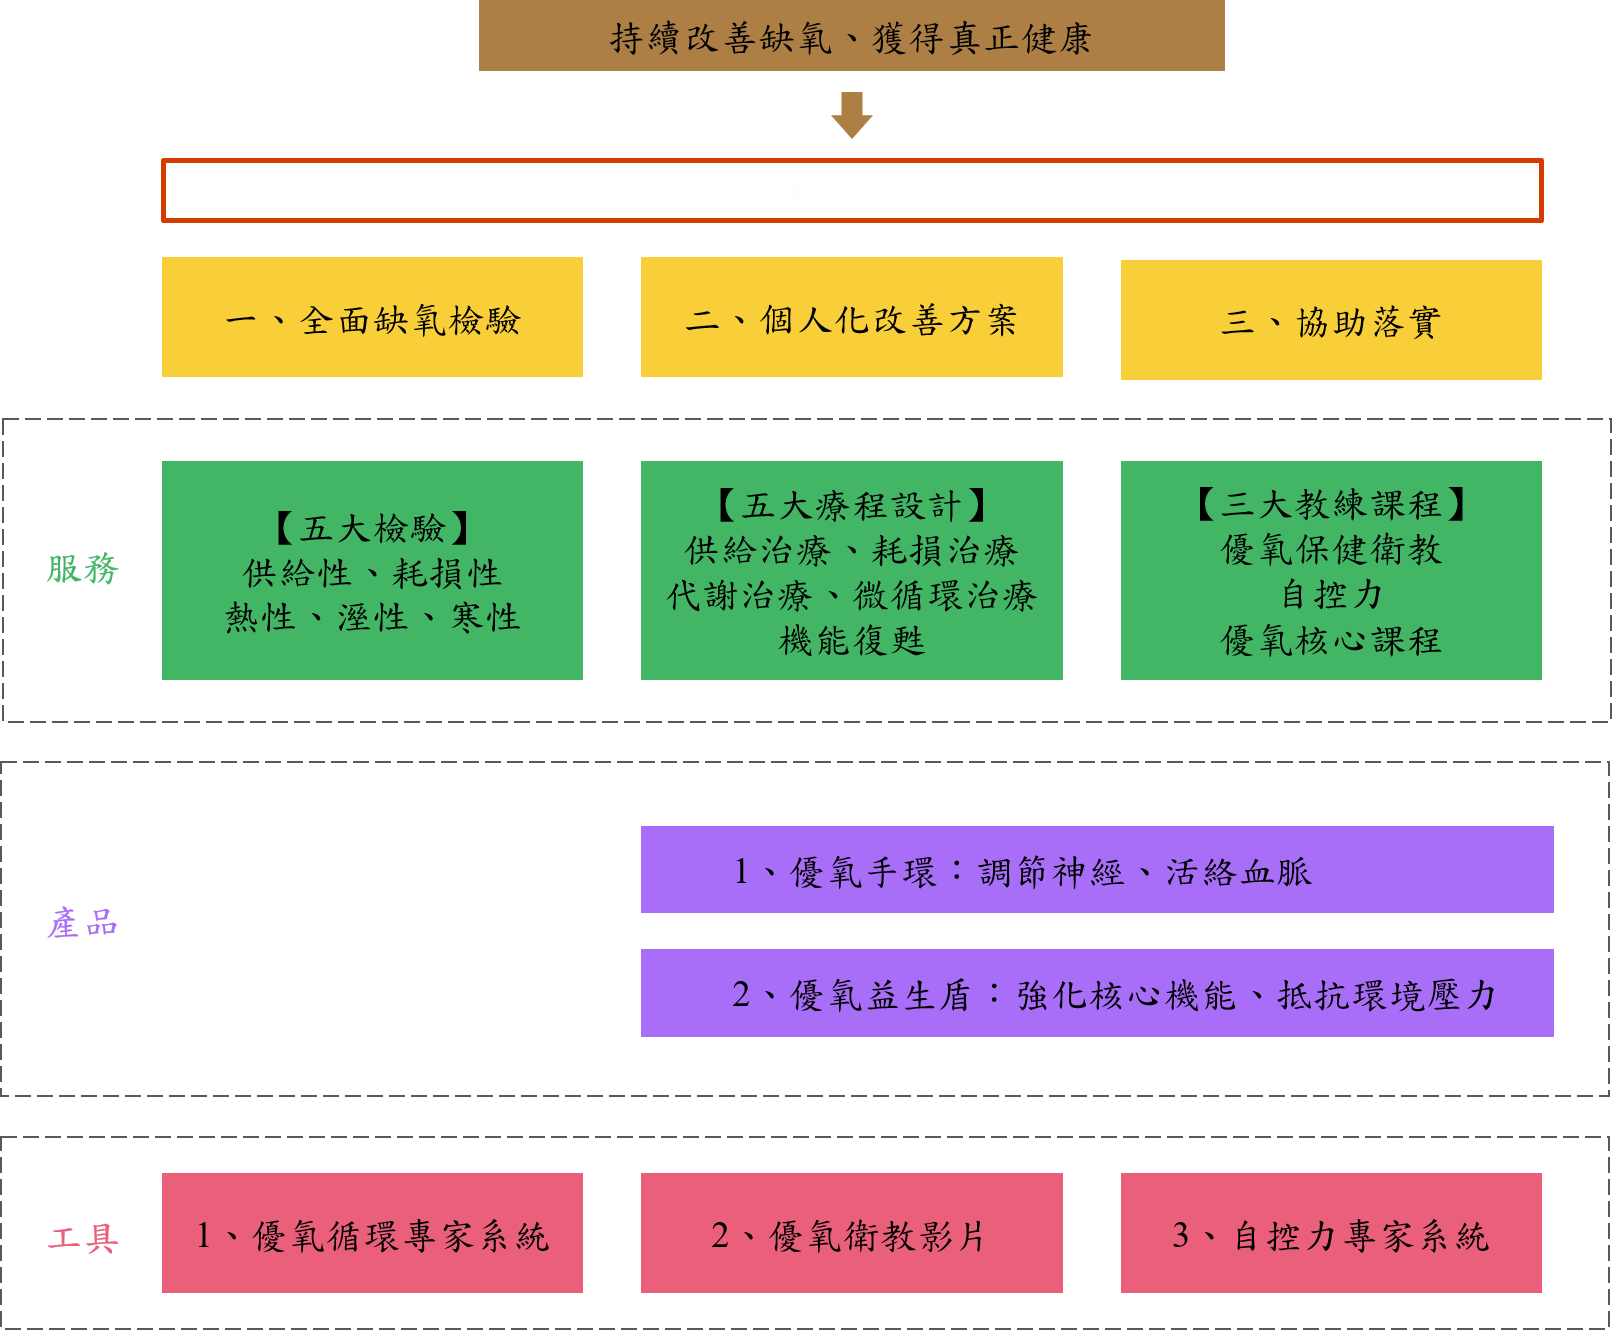 持續改善缺氧、獲得真正健康
一、全面缺氧檢驗
二、個人化改善方案
三、協助落實
服務
【五大檢驗】
供給性、耗損性
熱性、溼性、寒性
【五大療程設計】
供給治療、耗損治療
代謝治療、微循環治療
機能復甦
【三大教練課程】
優氧保健衛教
自控力
優氧核心課程
產品
1、優氧手環：調節神經、活絡血脈
2、優氧益生盾：強化核心機能、抵抗環境壓力
工具
1、優氧循環專家系統
2、優氧衛教影片
3、自控力專家系統